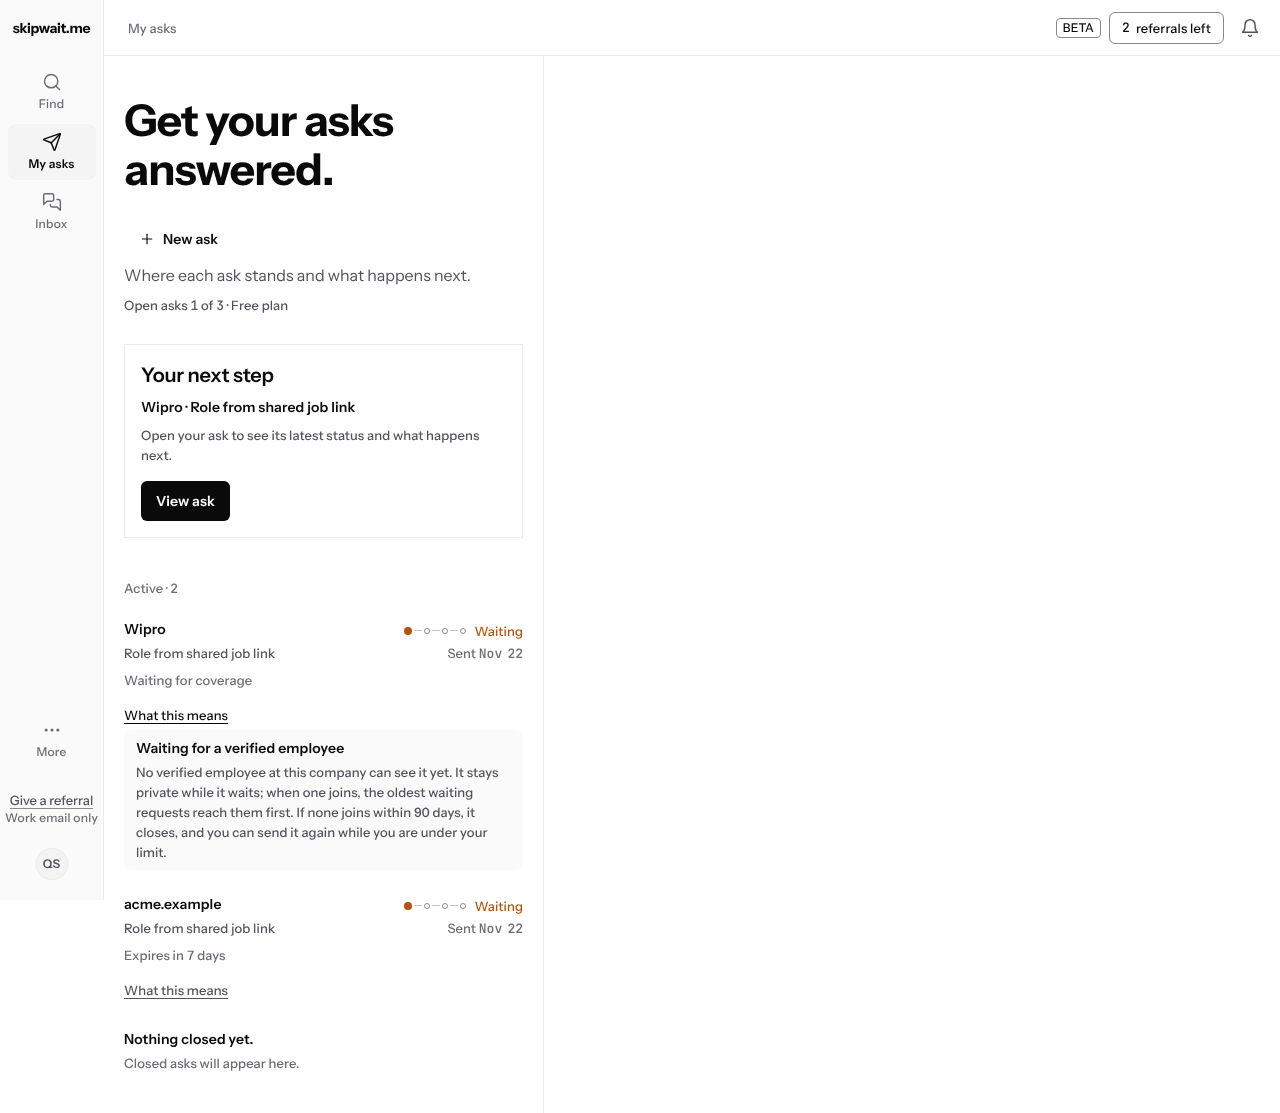 skipwait.me
My asks
BETA
2 referrals left
Find
My asks
Inbox
More
Give a referral
Work email only
QS
Get your asks
answered.
New ask
Where each ask stands and what happens next.
Open asks 1 of 3 · Free plan
Your next step
Wipro · Role from shared job link
Open your ask to see its latest status and what happens
next.
View ask
Active · 2
Wipro
Waiting
Role from shared job link
Sent Nov 22
Waiting for coverage
What this means
Waiting for a verified employee
No verified employee at this company can see it yet. It stays
private while it waits; when one joins, the oldest waiting
requests reach them first. If none joins within 90 days, it
closes, and you can send it again while you are under your
limit.
acme.example
Waiting
Role from shared job link
Sent Nov 22
Expires in 7 days
What this means
Nothing closed yet.
Closed asks will appear here.